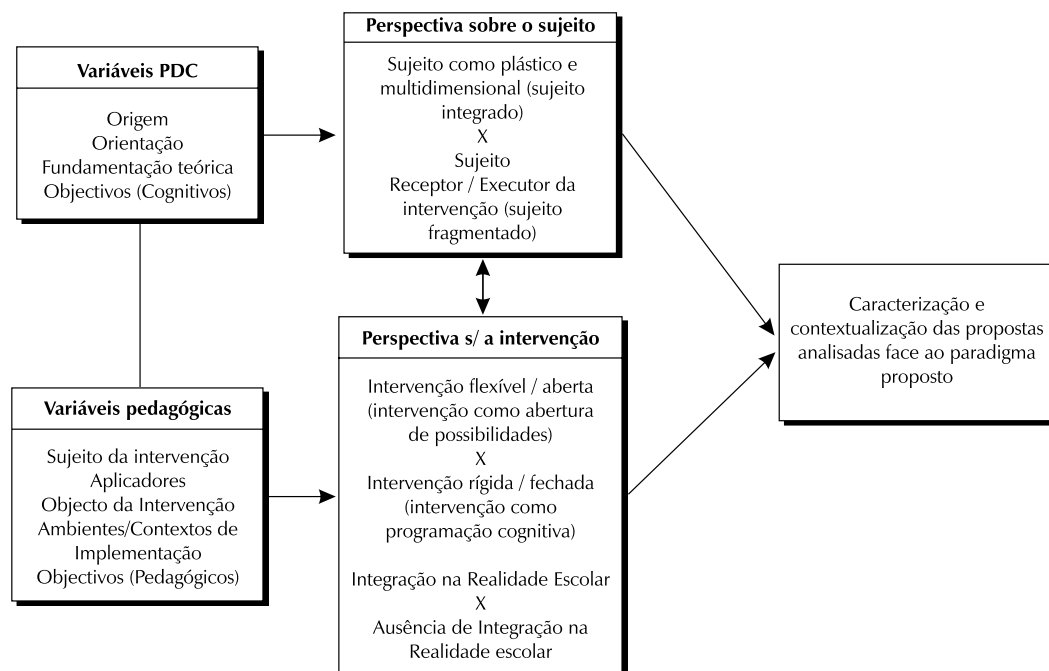 Variáveis PDC
Origem
Orientação
Fundamentação teórica
Objectivos (Cognitivos)
Perspectiva sobre o sujeito
Sujeito como plástico e
multidimensional (sujeito
integrado)
X
Sujeito
Receptor / Executor da
intervenção (sujeito
fragmentado)
Variáveis pedagógicas
Sujeito da intervenção
Aplicadores
Objecto da Intervenção
Ambientes/Contextos de
Implementação
Objectivos (Pedagógicos)
Perspectiva s/ a intervenção
Intervenção flexível / aberta
(intervenção como abertura
de possibilidades)
X
Intervenção rígida / fechada
(intervenção como
programação cognitiva)
Integração na Realidade Escolar
X
Ausência de Integração na
Realidade escolar
Caracterização e
contextualização das propostas
analisadas face ao paradigma
proposto